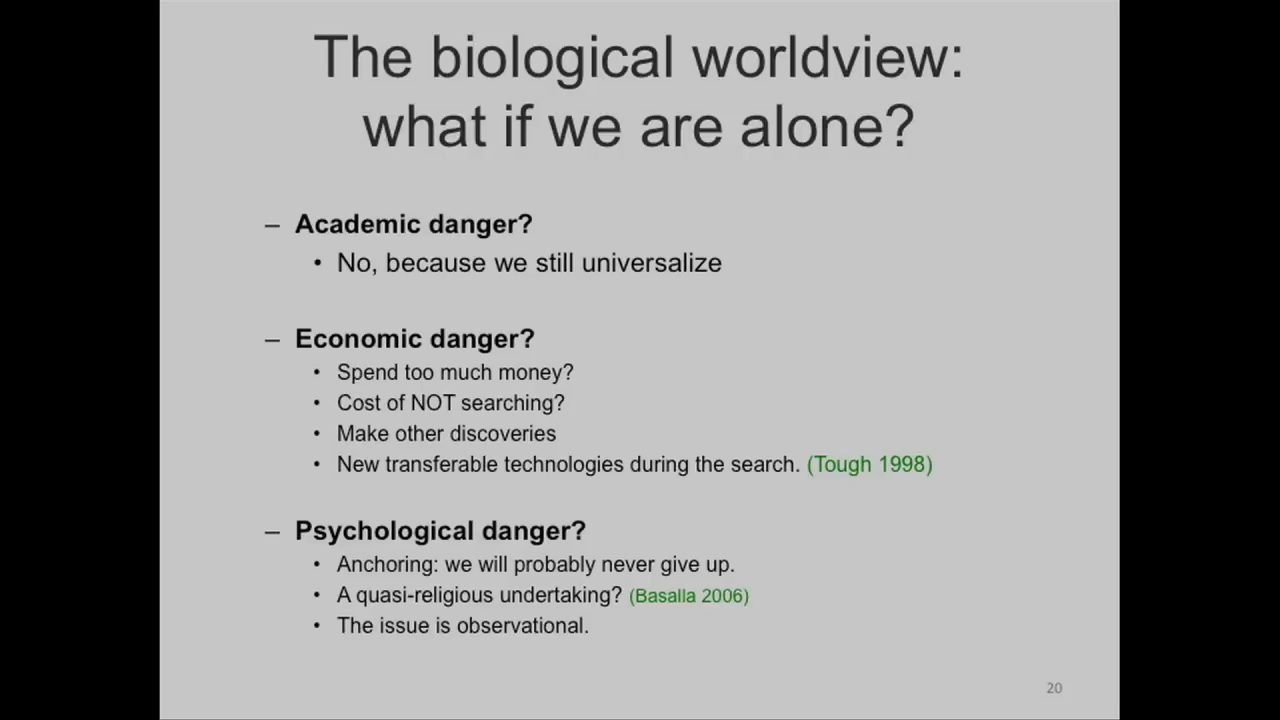 The biological worldview:
what if we are alone?
– Academic danger?
• No, because we still universalize
– Economic danger?
• Spend too much money?
• Cost of NOT searching?
• Make other discoveries
• New transferable technologies during the search. (Tough 1998)
– Psychological danger?
• Anchoring: we will probably never give up.
• A quasi-religious undertaking? (Basalla 2006)
• The issue is observational.
20